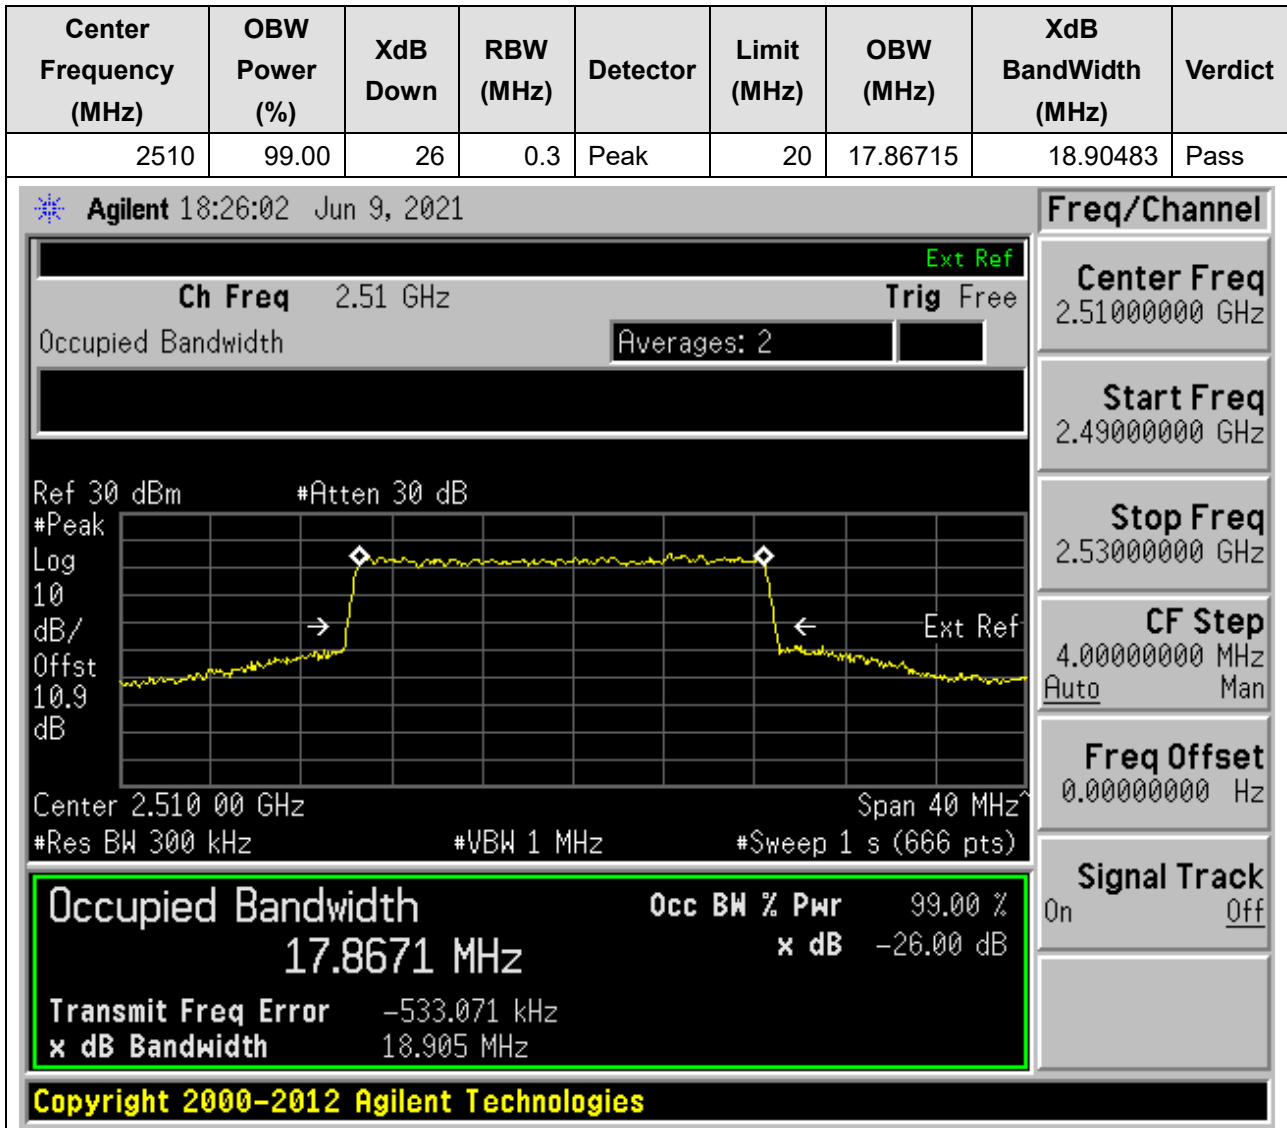 Center Frequency (MHz) OBW Power (%) XdB Down RBW (MHz) Detector Limit (MHz) OBW (MHz) XdB BandWidth (MHz) Verdict
2510 99.00 26 0.3 Peak 20 17.86715 18.90483 Pass
Agilent 18:26:02 Jun 9, 2021
Freq/Channel
Ext Ref
Ch Freq 2.51 GHz Trig Free
Occupied Bandwidth Averages: 2
Center Freq
2.51000000 GHz
Start Freq
2.49000000 GHz
Stop Freq
2.53000000 GHz
CF Step
4.00000000 MHz
Auto Man
Freq Offset
0.00000000 Hz
Signal Track
On Off
Ref 30 dBm #Atten 30 dB
#Peak
Log
10
dB/
Offst
10.9
dB
Ext Ref
Center 2.510 00 GHz Span 40 MHz^
#Res BW 300 kHz #VBW 1 MHz #Sweep 1 s (666 pts)
Occupied Bandwidth
17.8671 MHz
Occ BW % Pwr 99.00 %
x dB -26.00 dB
Transmit Freq Error -533.071 kHz
x dB Bandwidth 18.905 MHz
Copyright 2000-2012 Agilent Technologies